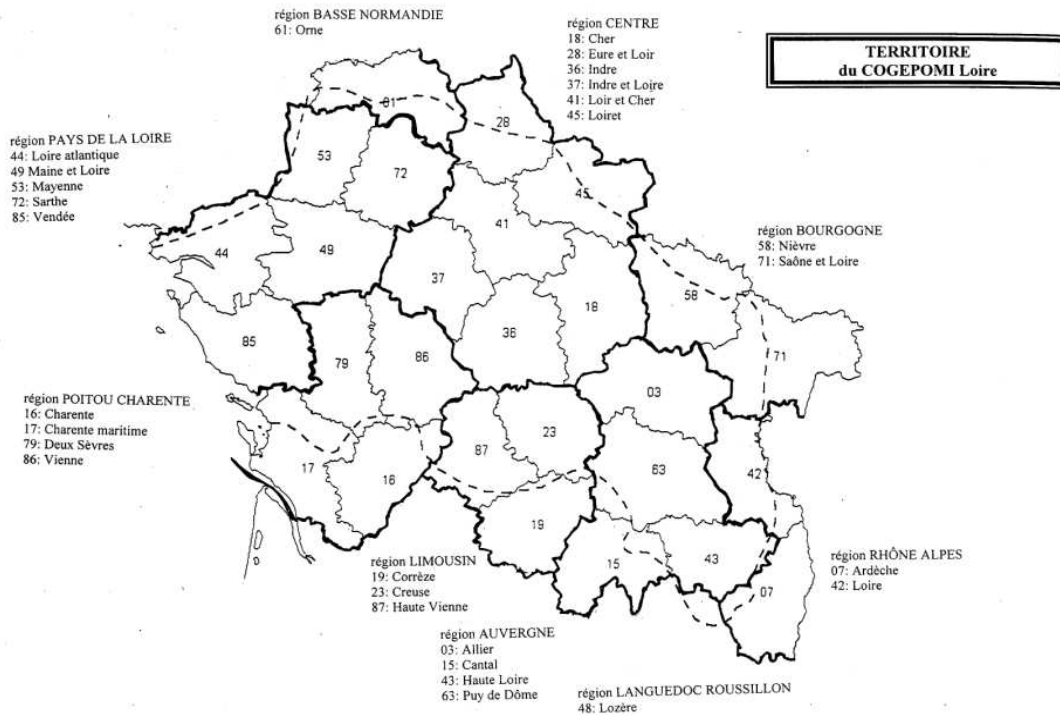 région BASSE NORMANDIE
61: Orne
région CENTRE
18: Cher
28: Eure et Loir
36: Indre
37: Indre et Loire
41: Loir et Cher
45: Loiret
TERRITOIRE
du COGEPOMI Loire
région PAYS DE LA LOIRE
44: Loire atlantique
49 Maine et Loire
53: Mayenne
72: Sarthe
85: Vendée
région BOURGOGNE
58: Nièvre
71: Saône et Loire
région POITOU CHARENTE
16: Charente
17: Charente maritime
79: Deux Sèvres
86: Vienne
région LIMOUSIN
19: Corrèze
23: Creuse
87: Haute Vienne
région RHÔNE ALPES
07: Ardèche
42: Loire
région AUVERGNE
03: Allier
15: Cantal
43: Haute Loire
63: Puy de Dôme
région LANGUEDOC ROUSSILLON
48: Lozère
61
28
53
72
45
41
44
49
37
58
18
36
85
79
86
71
03
23
87
63
42
17
16
19
15
43
07